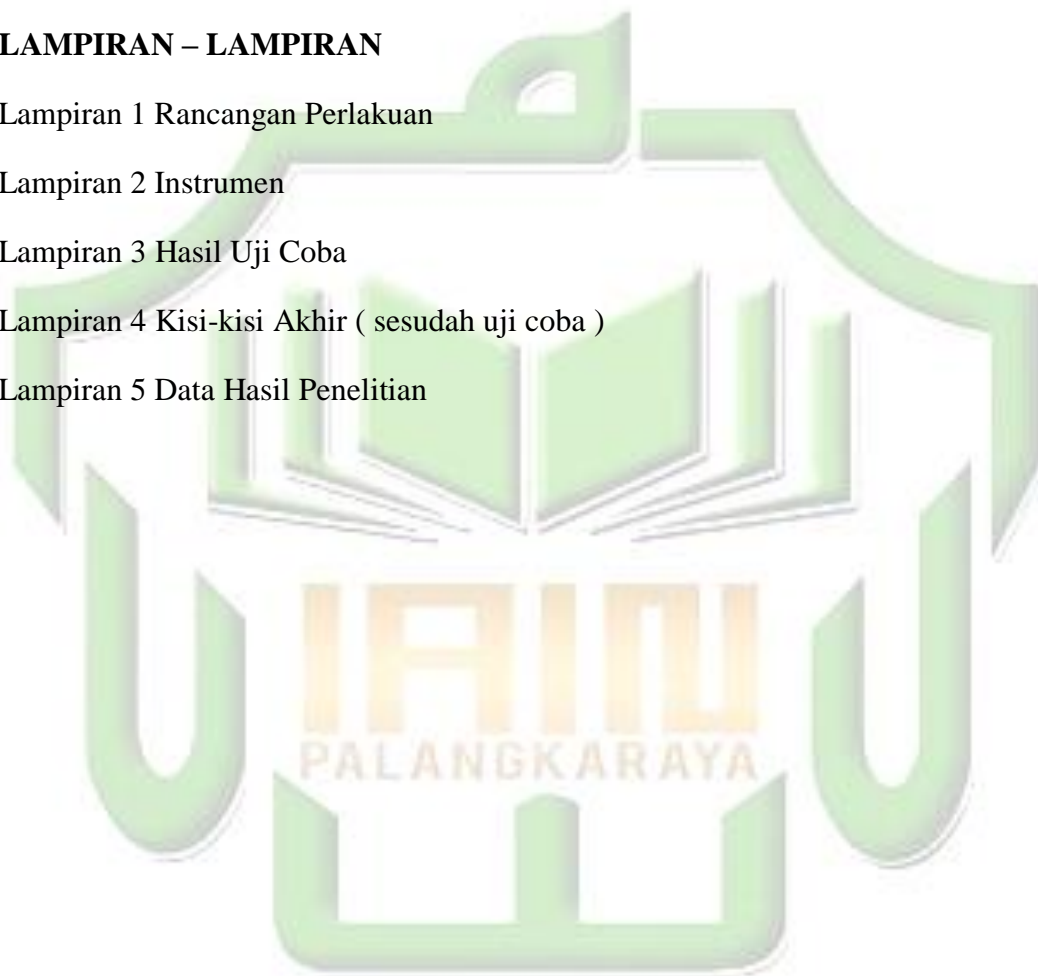 LAMPIRAN – LAMPIRAN
Lampiran 1 Rancangan Perlakuan
Lampiran 2 Instrumen
Lampiran 3 Hasil Uji Coba
Lampiran 4 Kisi-kisi Akhir ( sesudah uji coba )
Lampiran 5 Data Hasil Penelitian
IAIN
PALANGKARAYA